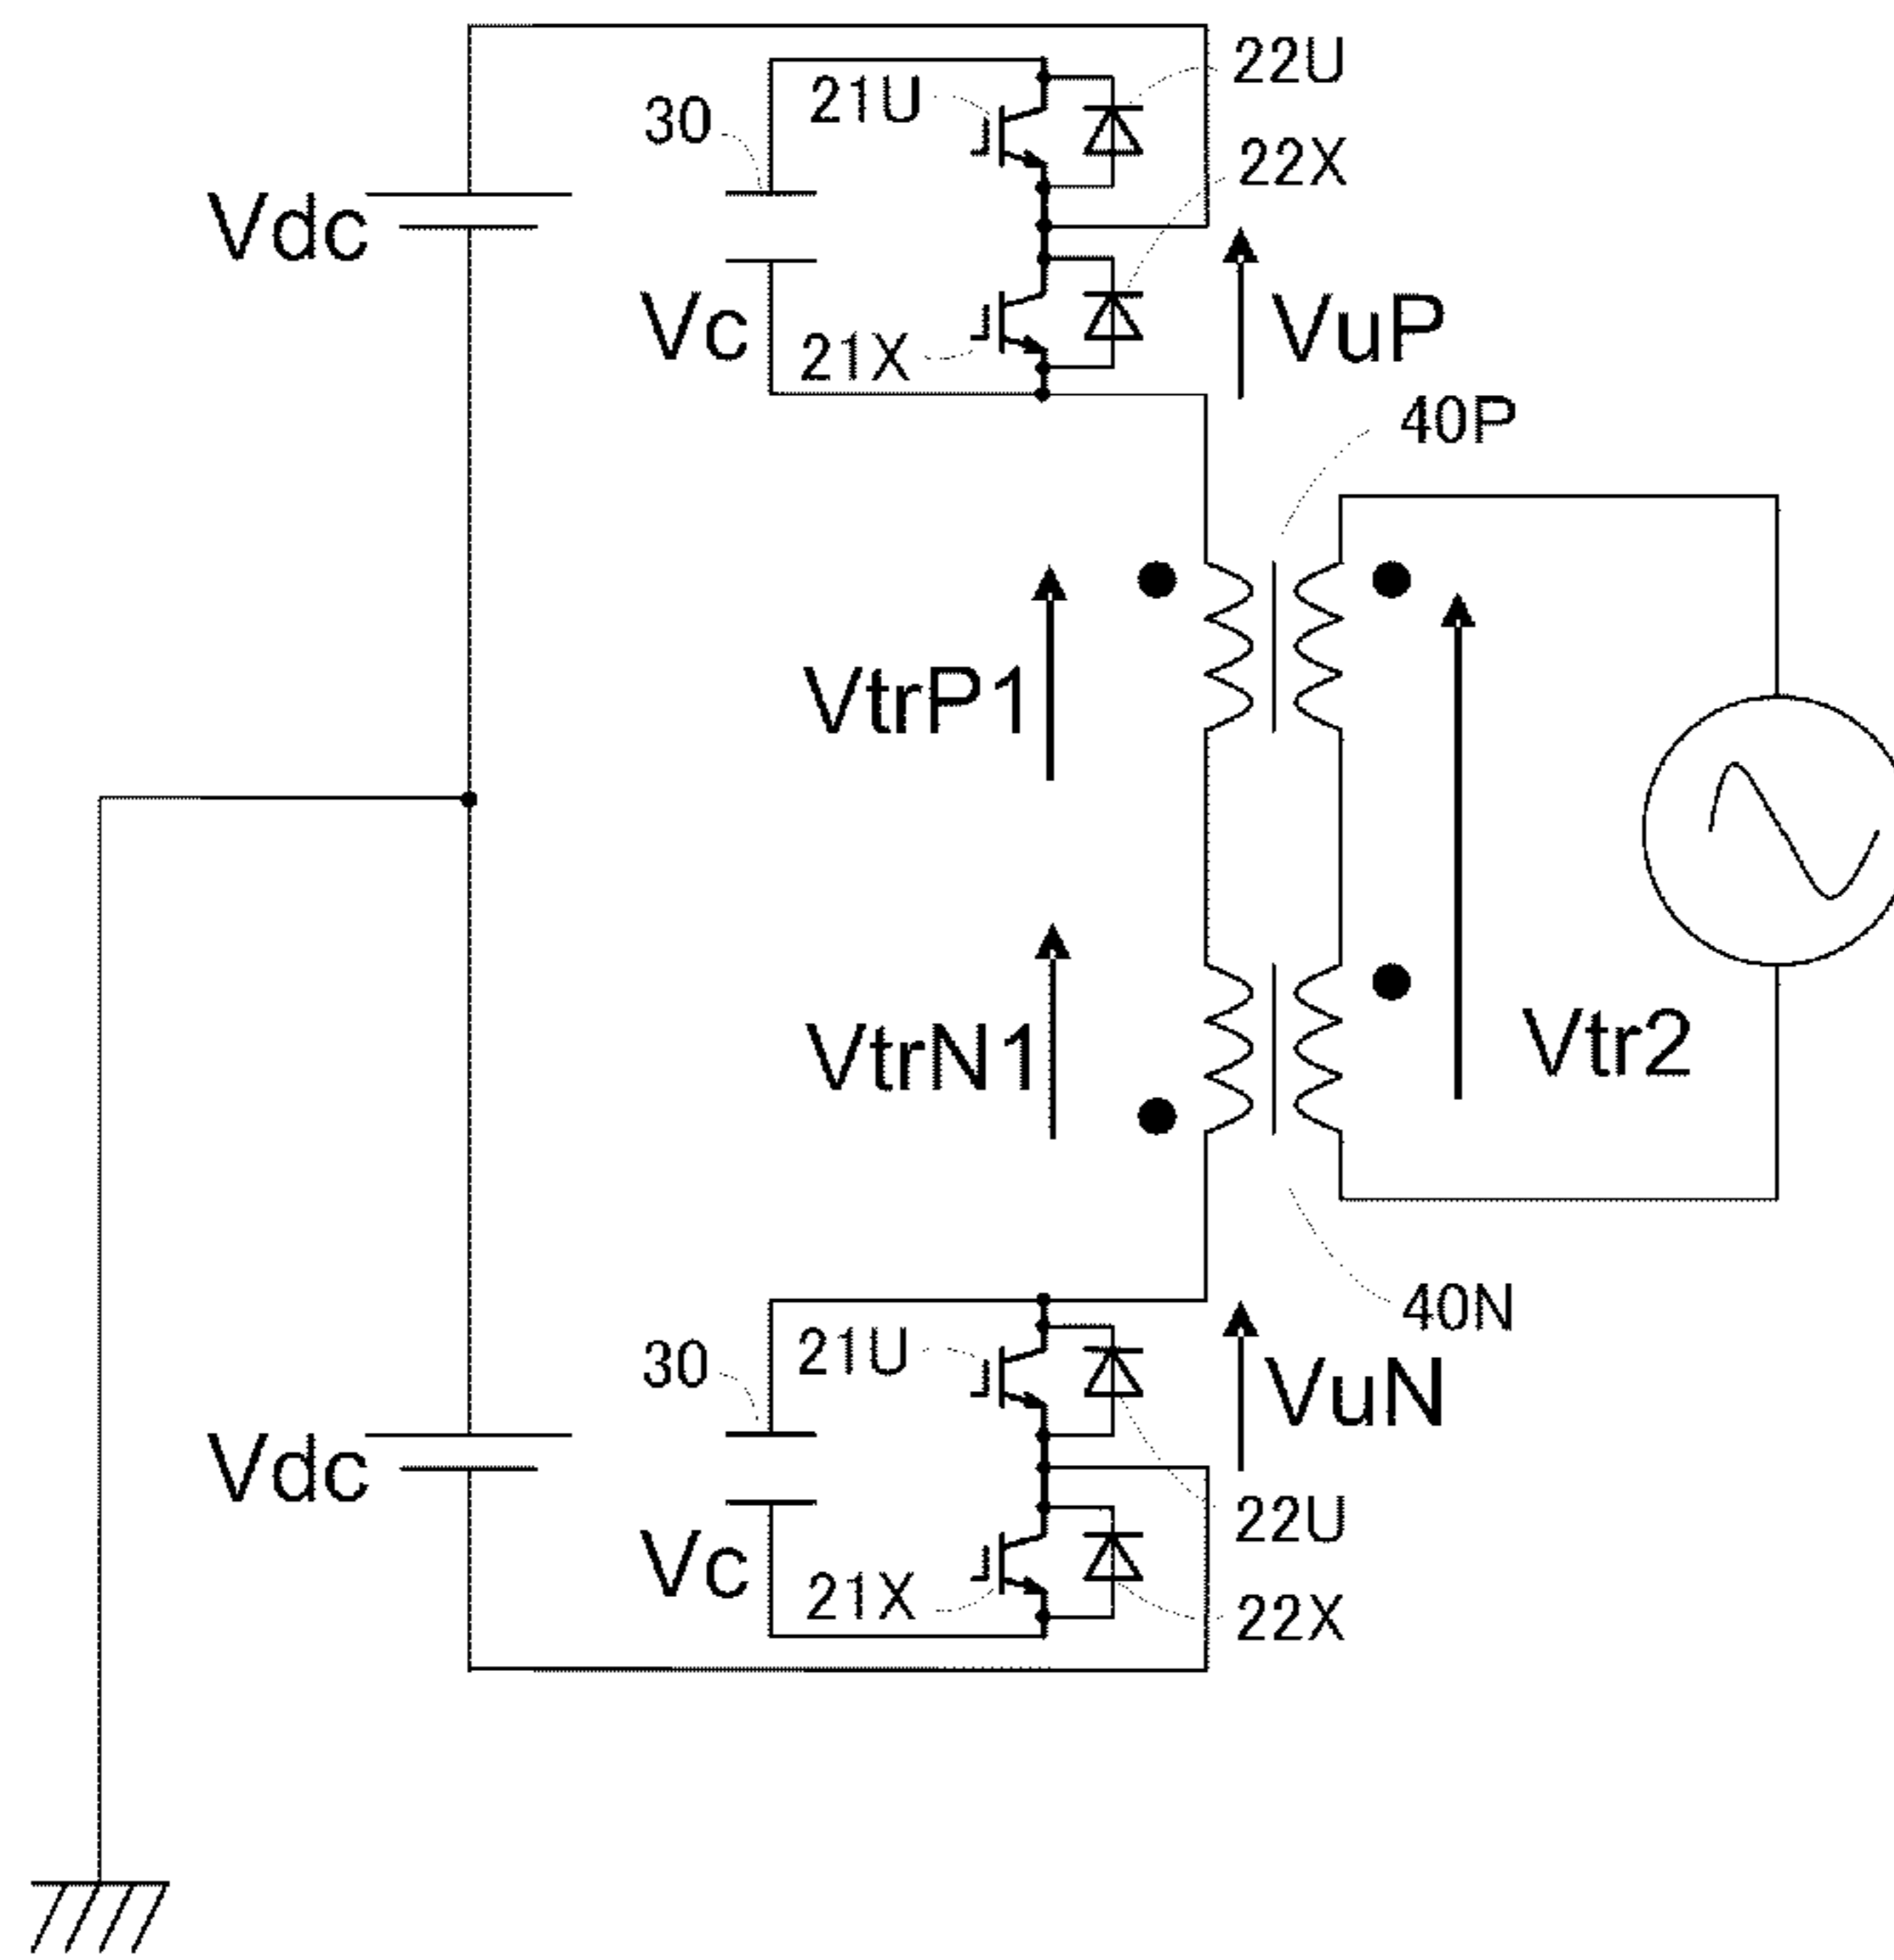 22U
21U
30
22X
Vdc
Vc
VuP
21X
40P
VtrP1
VtrN1
Vtr2
40N
21U
30
VuN
Vdc
22U
Vc
21X
22X